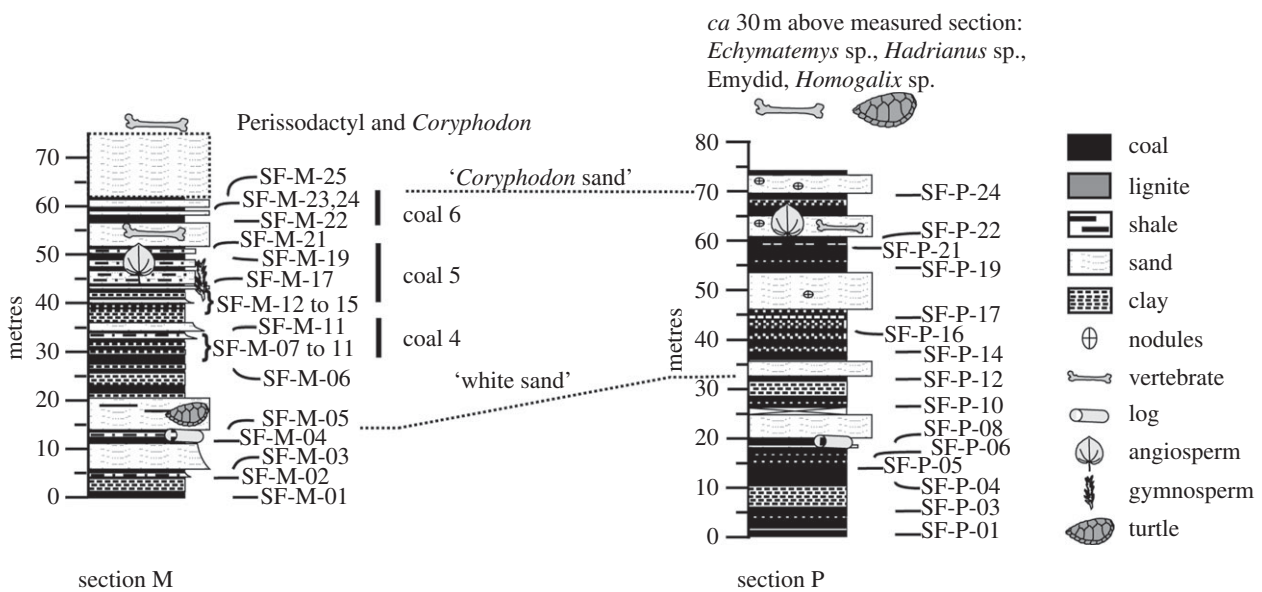 ca 30 m above measured section:
Echymatemys sp., Hadrianus sp.,
Emydid, Homogalix sp.
Perissodactyl and Coryphodon
metres
70
60
50
40
30
20
10
0
SF-M-25
SF-M-23,24
SF-M-22
SF-M-21
SF-M-19
SF-M-17
SF-M-12 to 15
SF-M-11
SF-M-07 to 11
SF-M-06
SF-M-05
SF-M-04
SF-M-03
SF-M-02
SF-M-01
coal 6
coal 5
coal 4
section M
'Coryphodon sand'
'white sand'
metres
80
70
60
50
40
30
20
10
0
SF-P-24
SF-P-22
SF-P-21
SF-P-19
SF-P-17
SF-P-16
SF-P-14
SF-P-12
SF-P-10
SF-P-08
SF-P-06
SF-P-05
SF-P-04
SF-P-03
SF-P-01
section P
coal
lignite
shale
sand
clay
nodules
vertebrate
log
angiosperm
gymnosperm
turtle